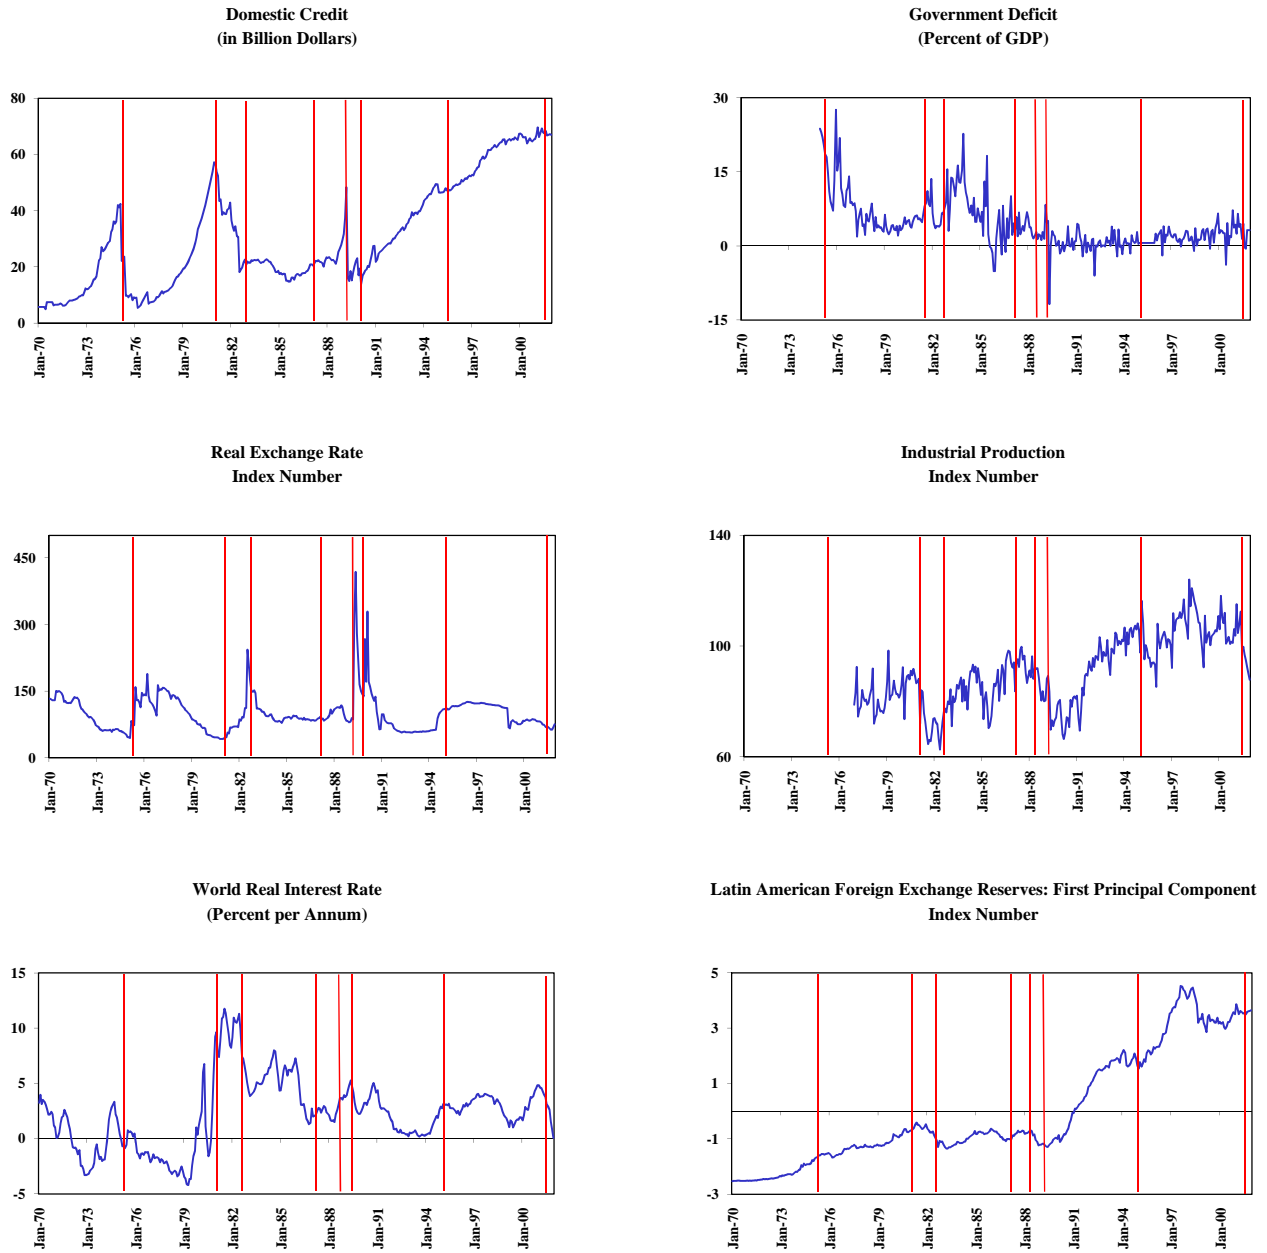 Domestic Credit
(in Billion Dollars)
80
60
40
20
0
Jan-70
Jan-73
Jan-76
Jan-79
Jan-82
Jan-85
Jan-88
Jan-91
Jan-94
Jan-97
Jan-00
Government Deficit
(Percent of GDP)
30
15
0
-15
Jan-70
Jan-73
Jan-76
Jan-79
Jan-82
Jan-85
Jan-88
Jan-91
Jan-94
Jan-97
Jan-00
Real Exchange Rate
Index Number
450
300
150
0
Jan-70
Jan-73
Jan-76
Jan-79
Jan-82
Jan-85
Jan-88
Jan-91
Jan-94
Jan-97
Jan-00
Industrial Production
Index Number
140
100
60
Jan-70
Jan-73
Jan-76
Jan-79
Jan-82
Jan-85
Jan-88
Jan-91
Jan-94
Jan-97
Jan-00
World Real Interest Rate
(Percent per Annum)
15
10
5
0
-5
Jan-70
Jan-73
Jan-76
Jan-79
Jan-82
Jan-85
Jan-88
Jan-91
Jan-94
Jan-97
Jan-00
Latin American Foreign Exchange Reserves: First Principal Component
Index Number
5
3
1
-1
-3
Jan-70
Jan-73
Jan-76
Jan-79
Jan-82
Jan-85
Jan-88
Jan-91
Jan-94
Jan-97
Jan-00